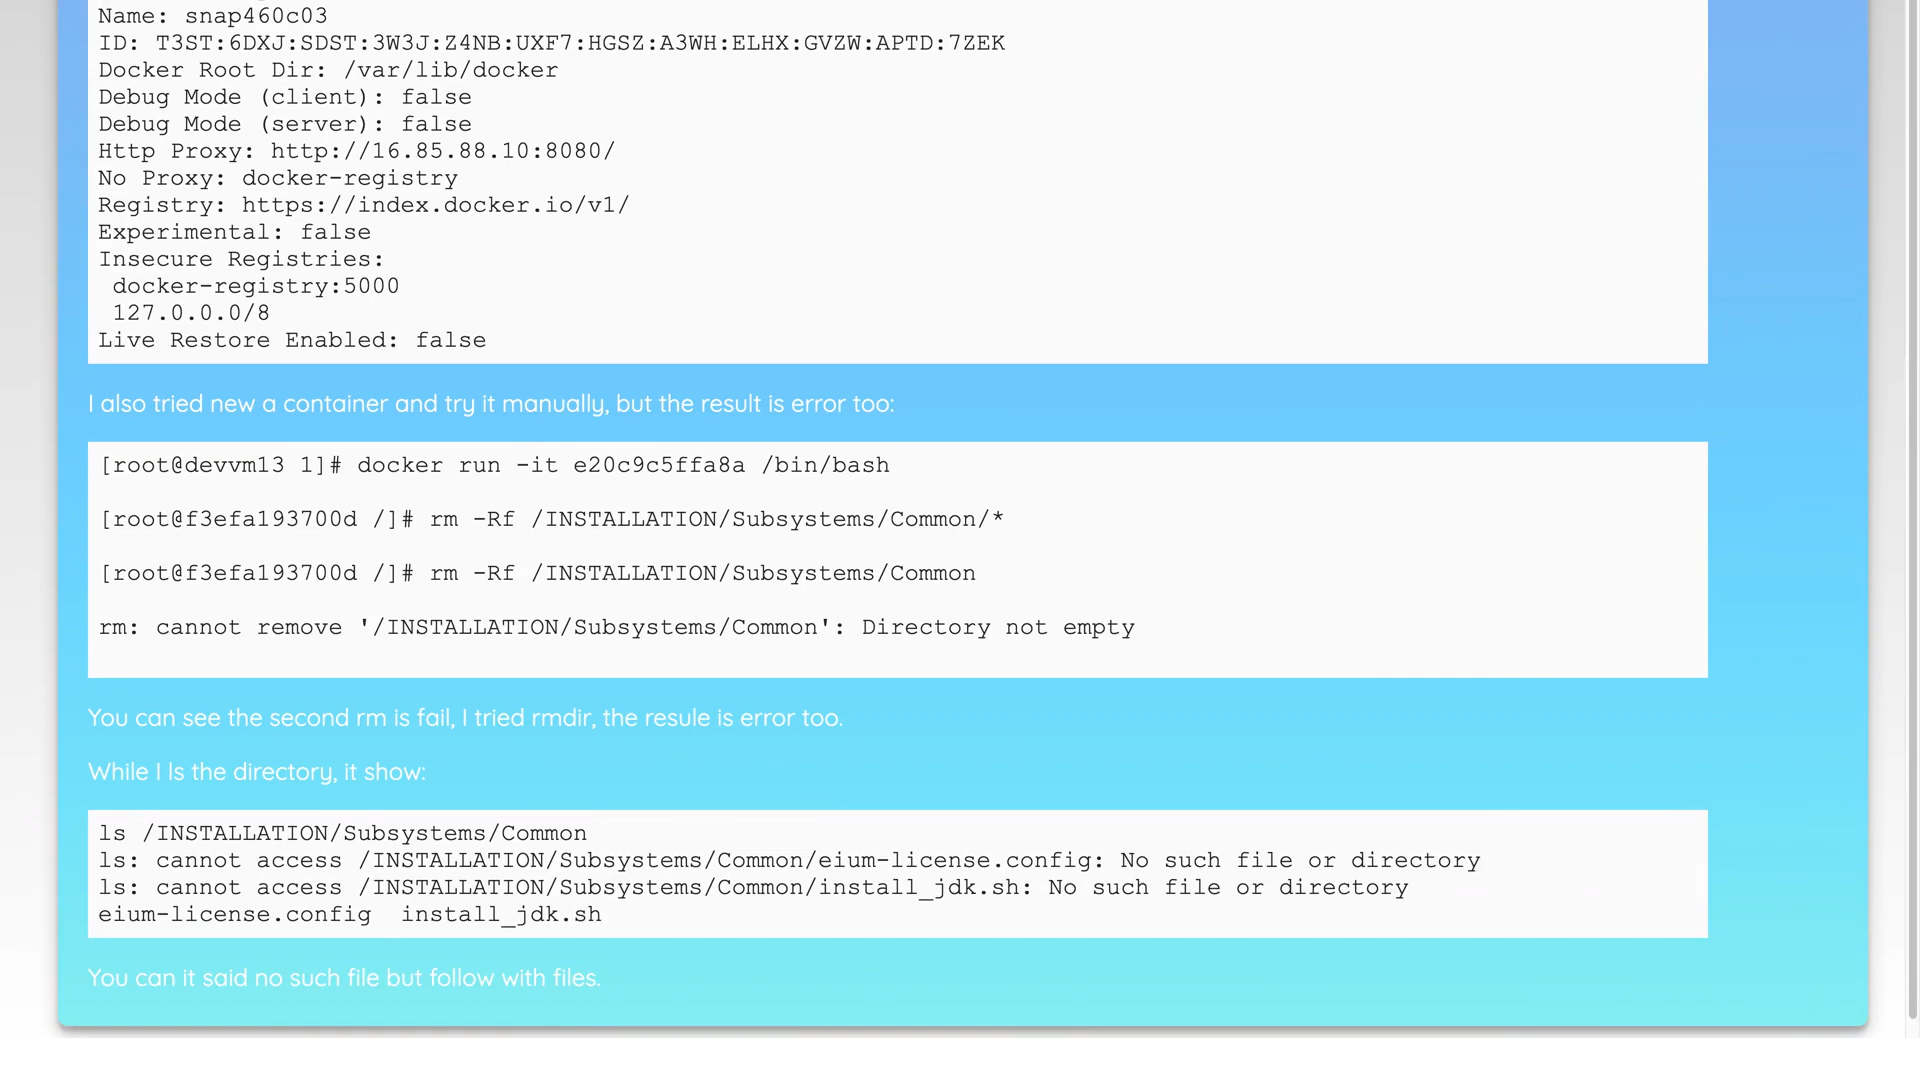 Name: snap460c03
ID: T3ST:6DXJ:SDST:3W3J:Z4NB:UXF7:HGSZ:A3WH:ELHX:GVZW:APTD:7ZEK
Docker Root Dir: /var/lib/docker
Debug Mode (client): false
Debug Mode (server): false
Http Proxy: http://16.85.88.10:8080/
No Proxy: docker-registry
Registry: https://index.docker.io/v1/
Experimental: false
Insecure Registries:
 docker-registry:5000
 127.0.0.0/8
Live Restore Enabled: false
I also tried new a container and try it manually, but the result is error too:
[root@devvm13 1]# docker run -it e20c9c5ffa8a /bin/bash
[root@f3efa193700d /]# rm -Rf /INSTALLATION/Subsystems/Common/*
[root@f3efa193700d /]# rm -Rf /INSTALLATION/Subsystems/Common
rm: cannot remove '/INSTALLATION/Subsystems/Common': Directory not empty
You can see the second rm is fail, I tried rmdir, the resule is error too.
While I ls the directory, it show:
ls /INSTALLATION/Subsystems/Common
ls: cannot access /INSTALLATION/Subsystems/Common/eium-license.config: No such file or directory
ls: cannot access /INSTALLATION/Subsystems/Common/install_jdk.sh: No such file or directory
eium-license.config  install_jdk.sh
You can it said no such file but follow with files.